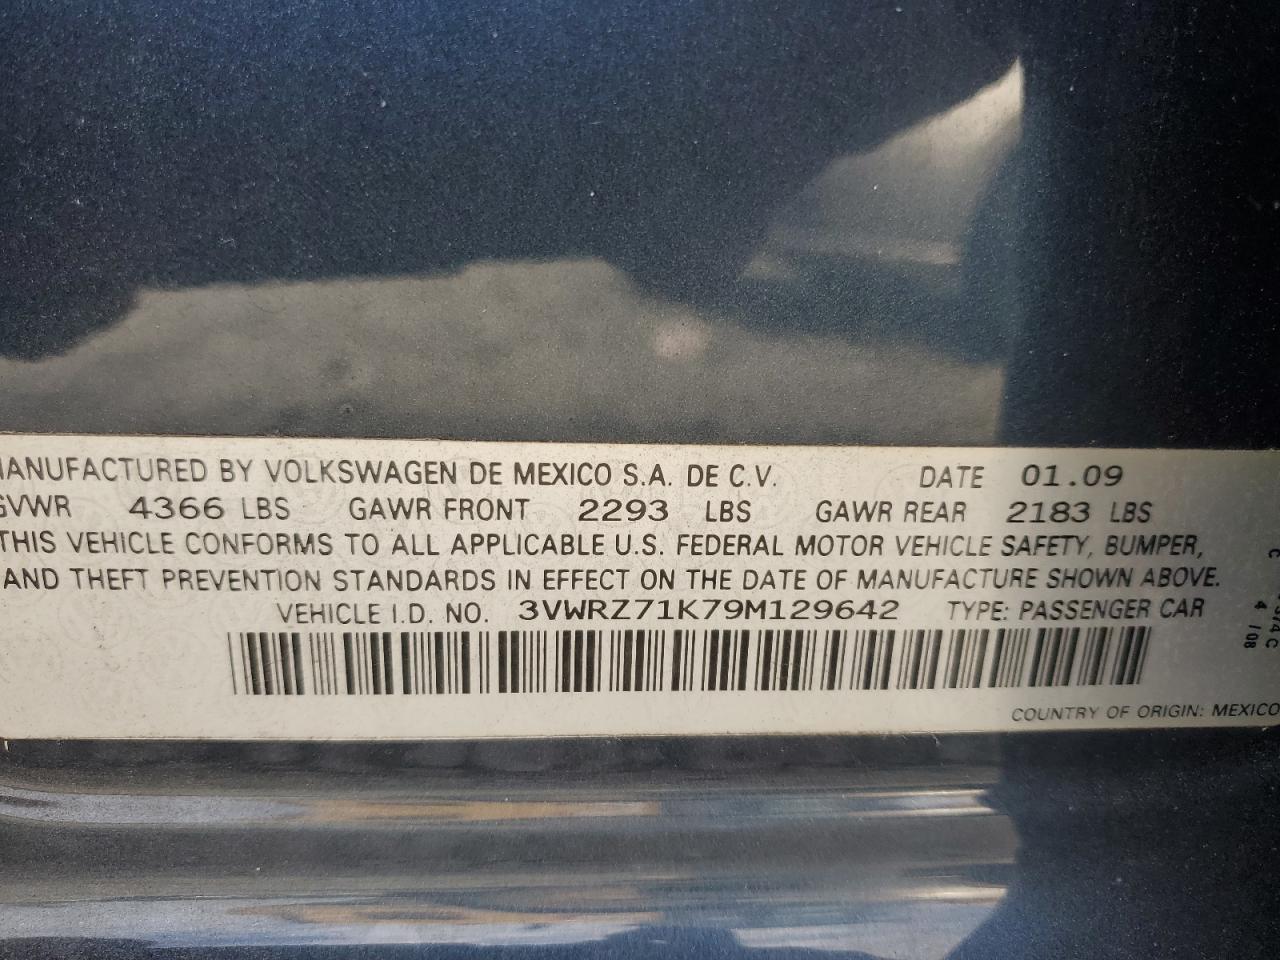 MANUFACTURED BY VOLKSWAGEN DE MEXICO S.A. DE C.V. DATE 01.09
GVWR 4366 LBS GAWR FRONT 2293 LBS GAWR REAR 2183 LBS
THIS VEHICLE CONFORMS TO ALL APPLICABLE U.S. FEDERAL MOTOR VEHICLE SAFETY, BUMPER,
AND THEFT PREVENTION STANDARDS IN EFFECT ON THE DATE OF MANUFACTURE SHOWN ABOVE.
VEHICLE I.D. NO. 3VWRZ71K79M129642 TYPE: PASSENGER CAR
COUNTRY OF ORIGIN: MEXICO